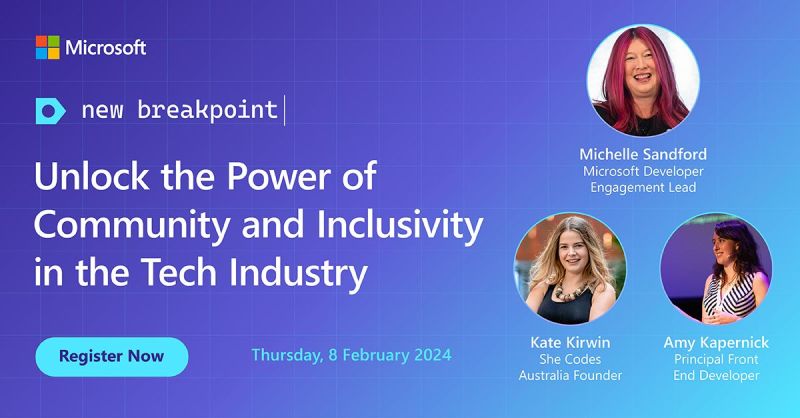 Microsoft
new breakpoint
Unlock the Power of
Community and Inclusivity
in the Tech Industry
Register Now
Thursday, 8 February 2024
Michelle Sandford
Microsoft Developer
Engagement Lead
Kate Kirwin
She Codes
Australia Founder
Amy Kapernick
Principal Front
End Developer